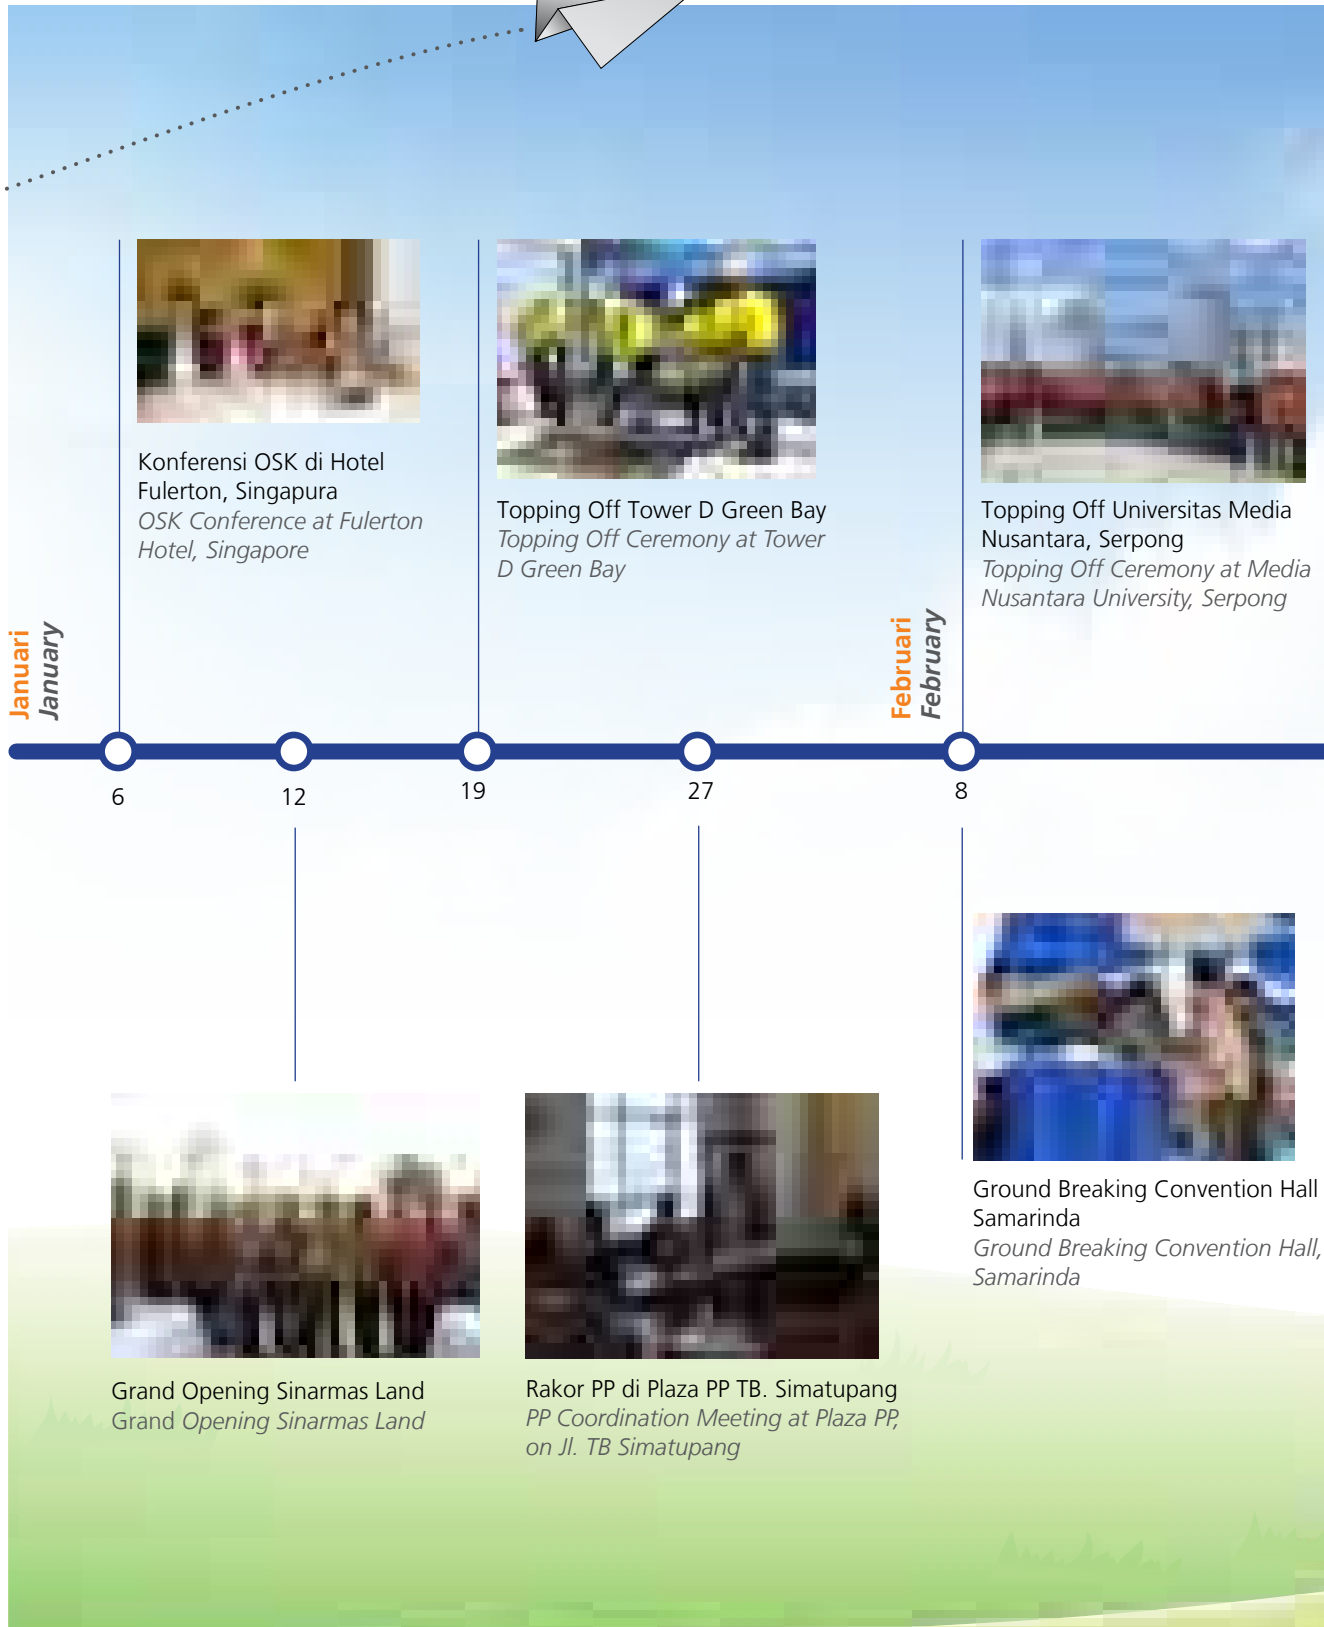 Konferensi OSK di Hotel
Fulerton, Singapura
OSK Conference at Fulerton
Hotel, Singapore
Topping Off Tower D Green Bay
Topping Off Ceremony at Tower
D Green Bay
Topping Off Universitas Media
Nusantara, Serpong
Topping Off Ceremony at Media
Nusantara University, Serpong
Januari
January
Februari
February
6
12
19
27
8
Ground Breaking Convention Hall
Samarinda
Ground Breaking Convention Hall,
Samarinda
Grand Opening Sinarmas Land
Grand Opening Sinarmas Land
Rakor PP di Plaza PP TB. Simatupang
PP Coordination Meeting at Plaza PP,
on Jl. TB Simatupang